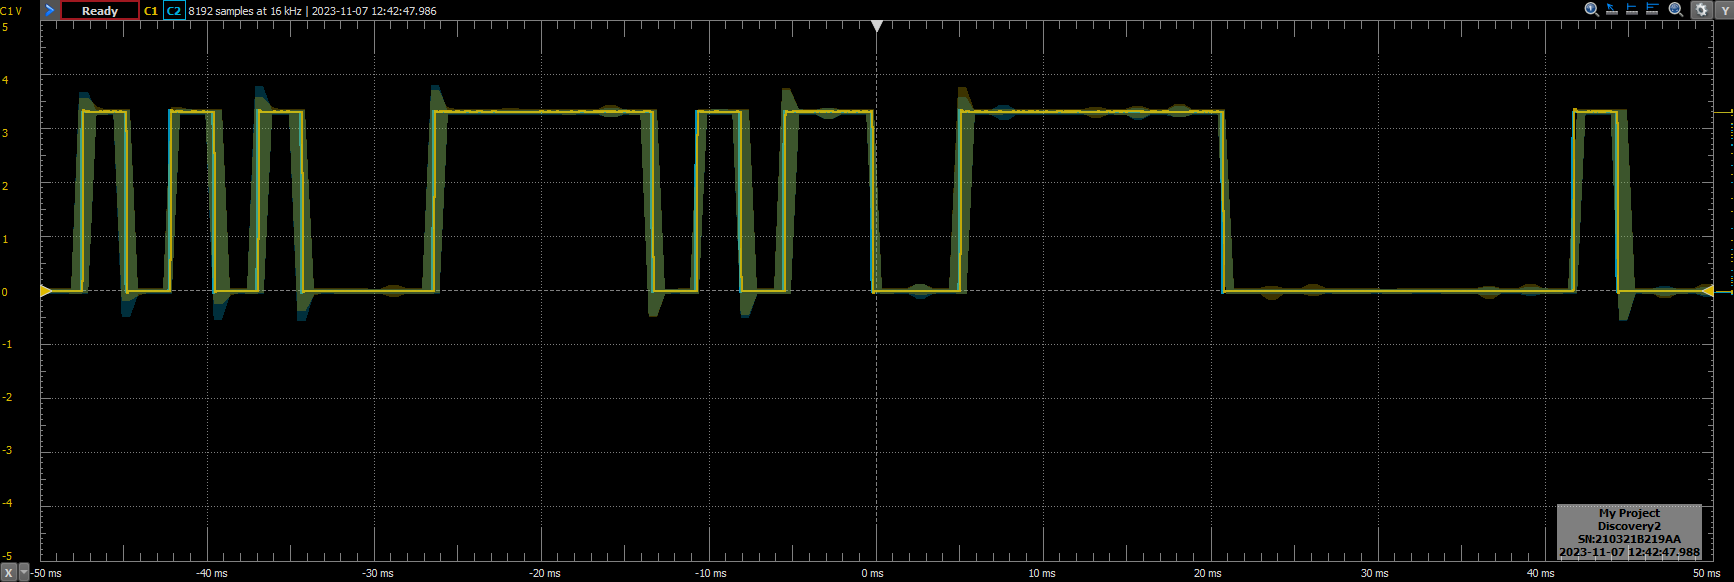 C1 V Ready C1 C2 8192 samples at 16 kHz | 2023-11-07 12:42:47.986 Y
5
4
3
2
1
0
-1
-2
-3
-4
-5
My Project
Discovery2
SN:210321B219AA
2023-11-07 12:42:47.988
X -50 ms -40 ms -30 ms -20 ms -10 ms 0 ms 10 ms 20 ms 30 ms 40 ms 50 ms